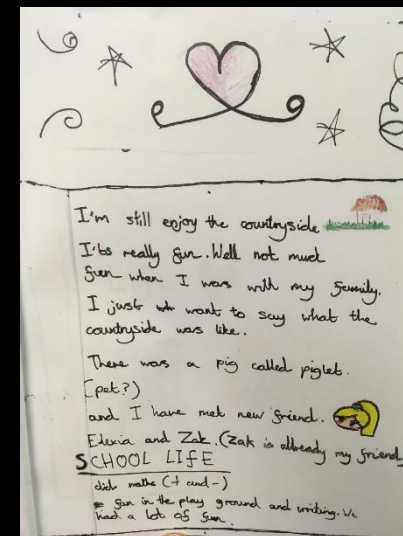 I'm still enjoy the countryside
I'ts really fun. Well not much
fun when I was with my family.
I just want to say what the
countryside was like.
There was a pig called piglet.
(pet?)
and I have met new friend.
Elexia and Zak. (Zak is allready my friend
SCHOOL LIFE
did maths (+ and -)
fun in the play ground and writing. We
had a lot of fun.